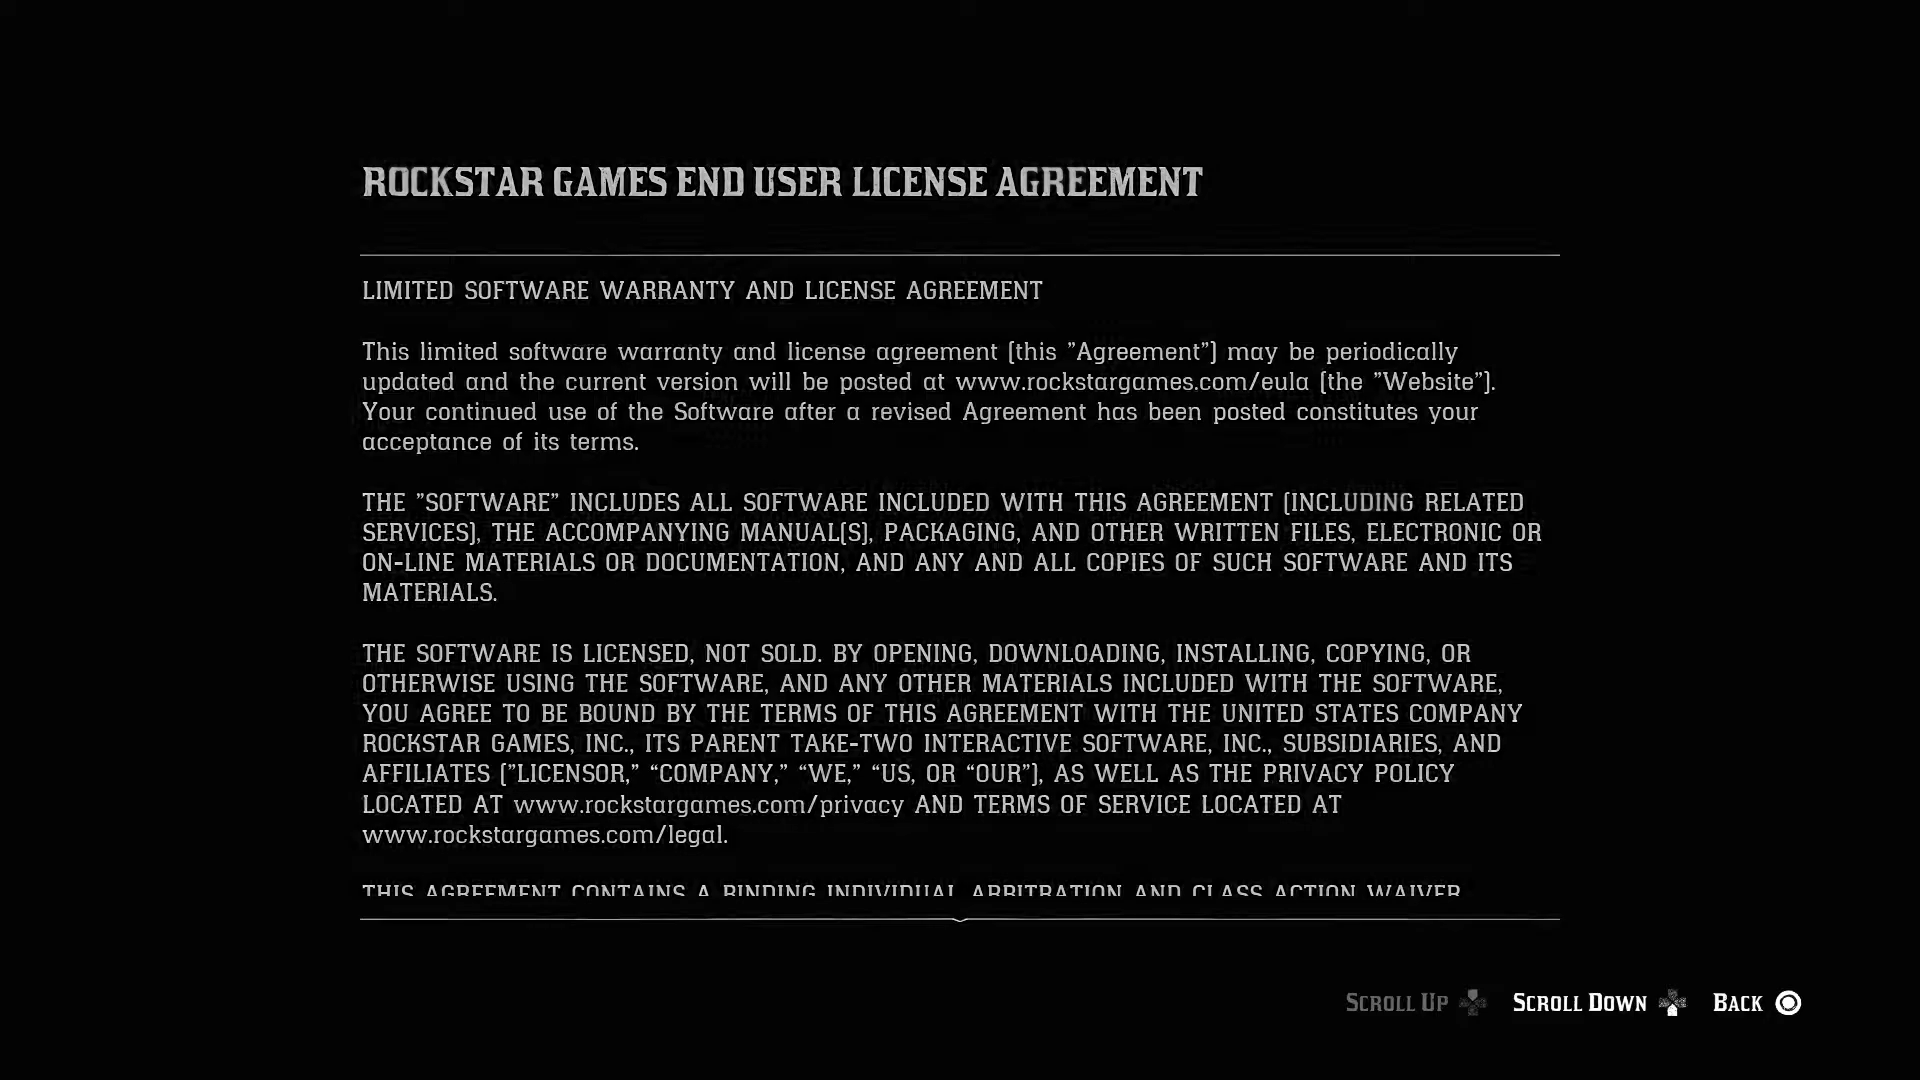 ROCKSTAR GAMES END USER LICENSE AGREEMENT
LIMITED SOFTWARE WARRANTY AND LICENSE AGREEMENT
This limited software warranty and license agreement (this ”Agreement”) may be periodically
updated and the current version will be posted at www.rockstargames.com/eula (the ”Website”).
Your continued use of the Software after a revised Agreement has been posted constitutes your
acceptance of its terms.
THE ”SOFTWARE” INCLUDES ALL SOFTWARE INCLUDED WITH THIS AGREEMENT (INCLUDING RELATED
SERVICES), THE ACCOMPANYING MANUAL(S), PACKAGING, AND OTHER WRITTEN FILES, ELECTRONIC OR
ON-LINE MATERIALS OR DOCUMENTATION, AND ANY AND ALL COPIES OF SUCH SOFTWARE AND ITS
MATERIALS.
THE SOFTWARE IS LICENSED, NOT SOLD. BY OPENING, DOWNLOADING, INSTALLING, COPYING, OR
OTHERWISE USING THE SOFTWARE, AND ANY OTHER MATERIALS INCLUDED WITH THE SOFTWARE,
YOU AGREE TO BE BOUND BY THE TERMS OF THIS AGREEMENT WITH THE UNITED STATES COMPANY
ROCKSTAR GAMES, INC., ITS PARENT TAKE-TWO INTERACTIVE SOFTWARE, INC., SUBSIDIARIES, AND
AFFILIATES (”LICENSOR,” “COMPANY,” “WE,” “US, OR “OUR”), AS WELL AS THE PRIVACY POLICY
LOCATED AT www.rockstargames.com/privacy AND TERMS OF SERVICE LOCATED AT
www.rockstargames.com/legal.
THIS AGREEMENT CONTAINS A BINDING INDIVIDUAL ARBITRATION AND CLASS ACTION WAIVER
SCROLL UP SCROLL DOWN BACK